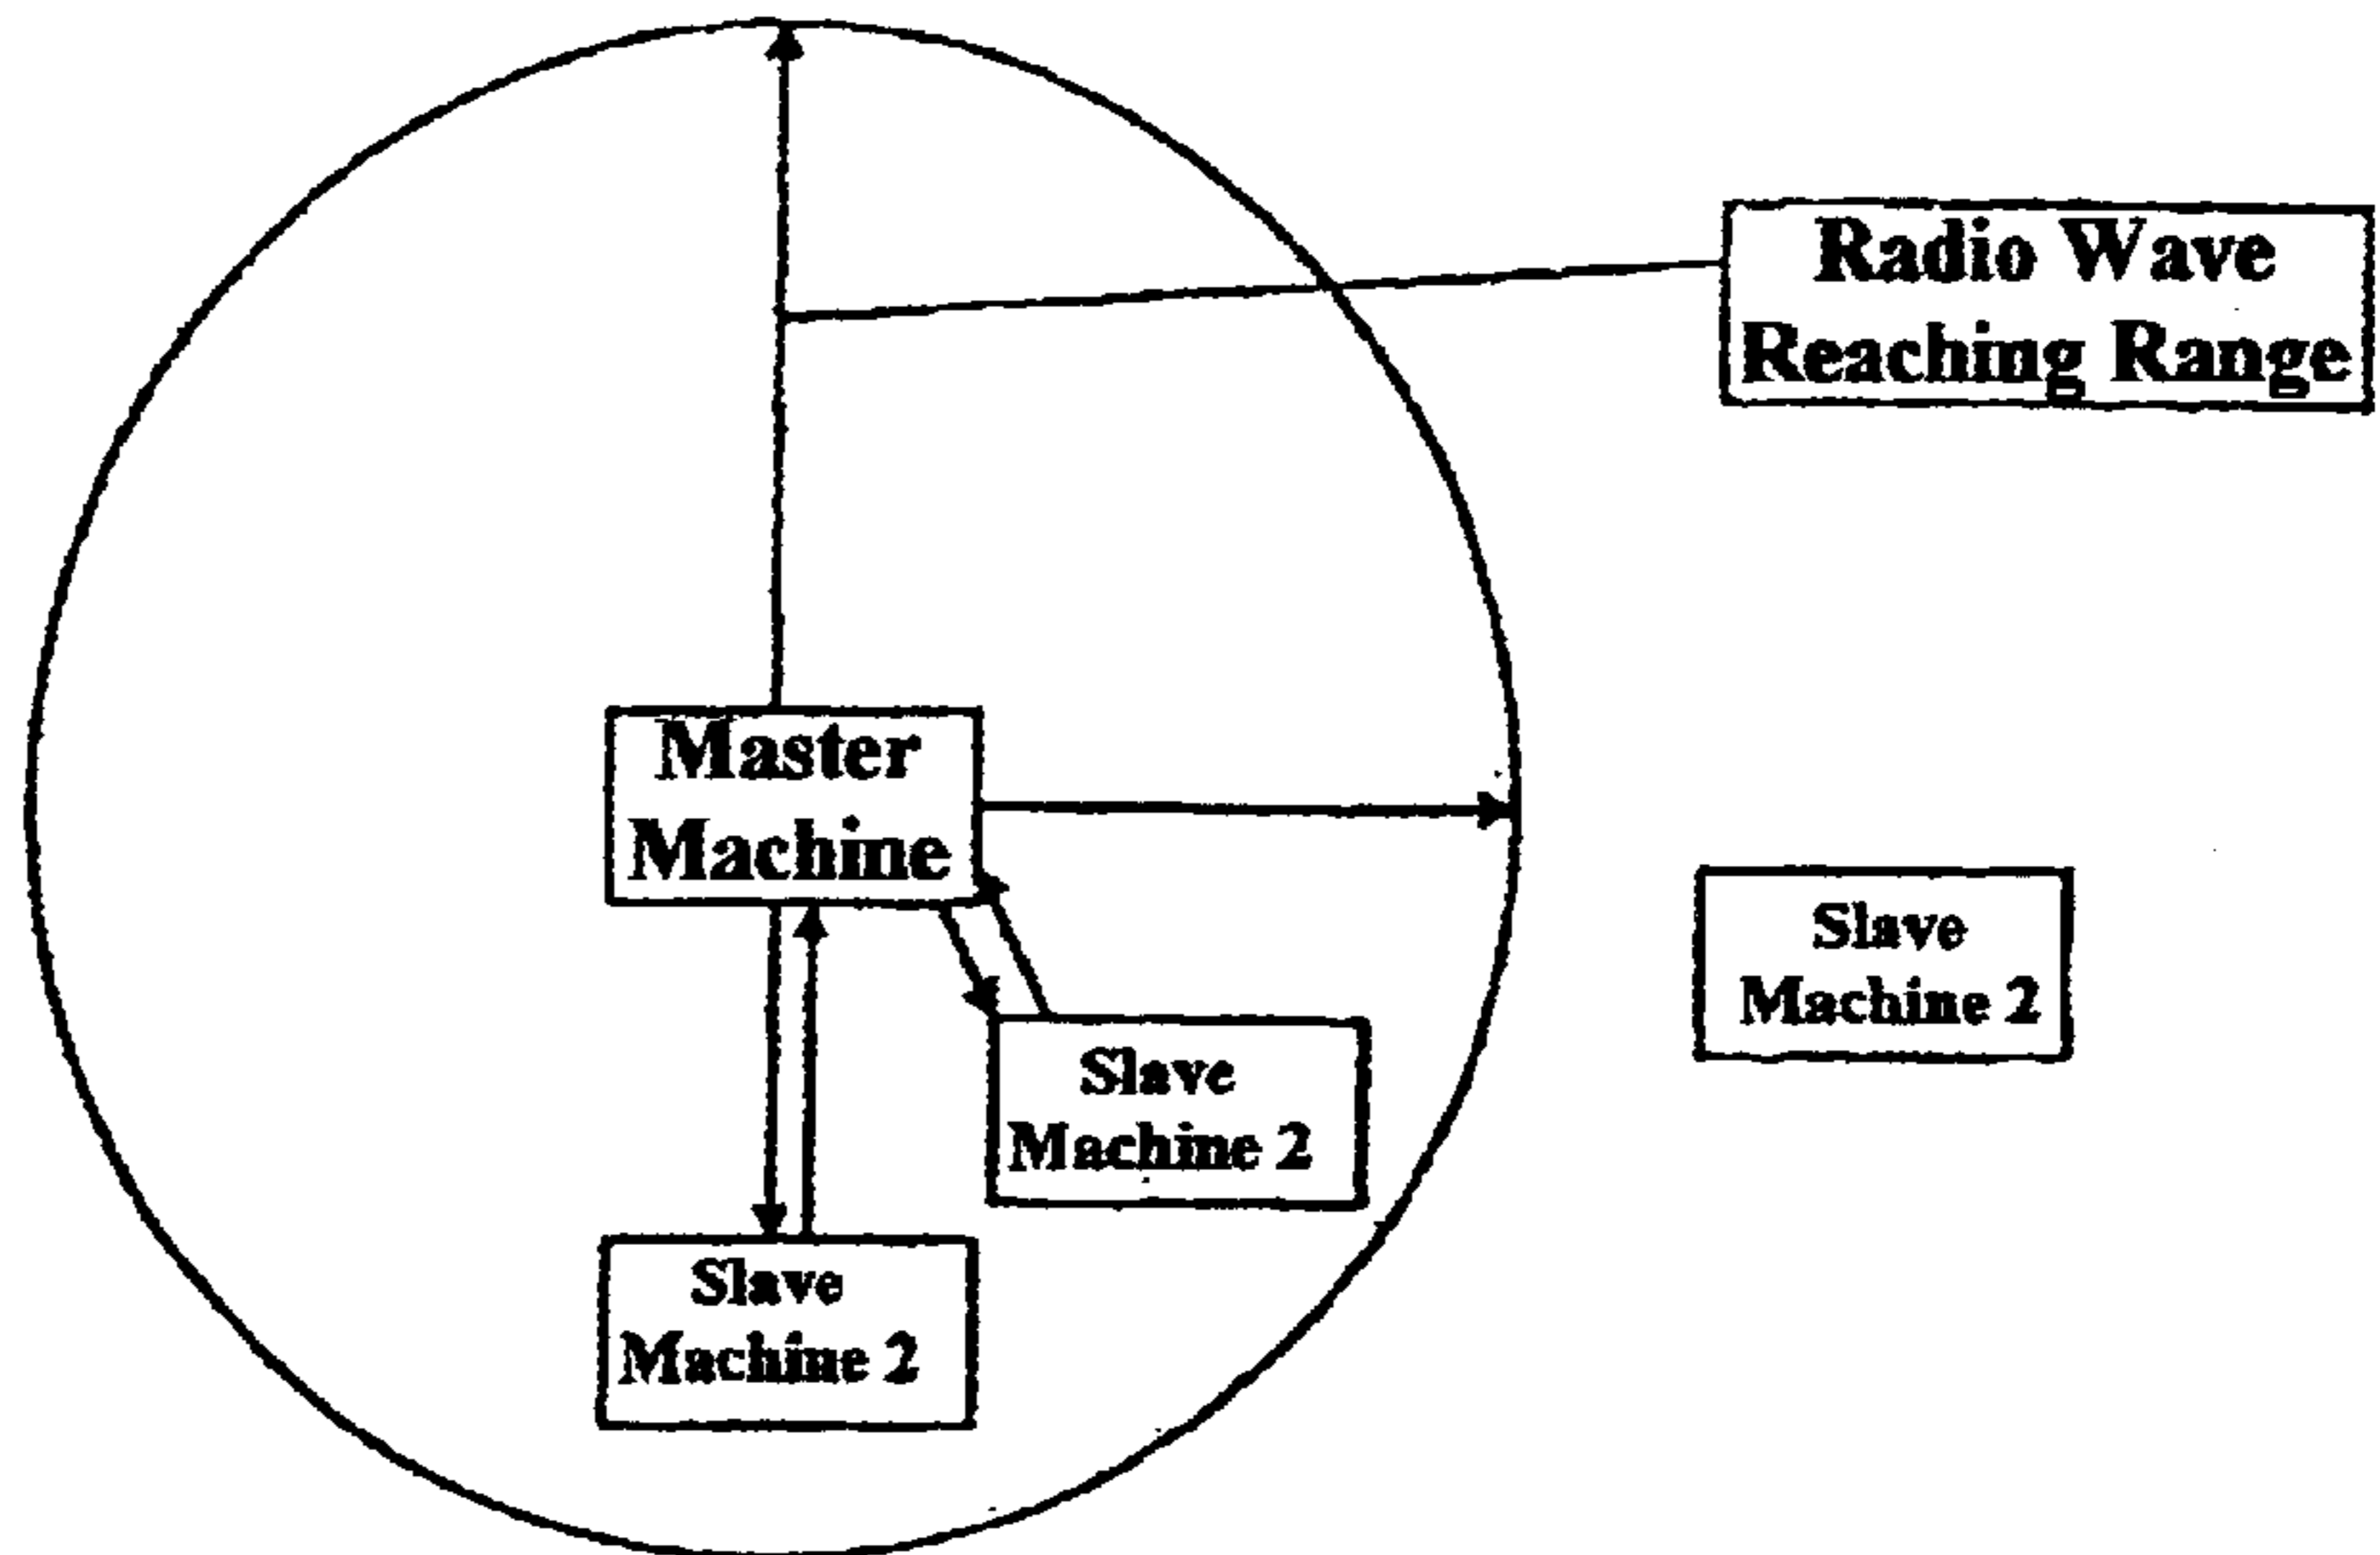 Radio Wave
Reaching Range
Master
Machine
Slave
Machine 2
Slave
Machine 2
Slave
Machine 2